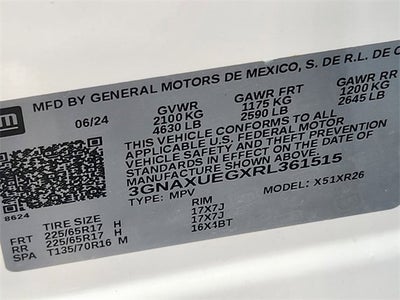 GM
MFD BY GENERAL MOTORS DE MEXICO, S. DE R.L. DE C
06/24 GVWR GAWR FRT GAWR RR
2100 KG 1175 KG 1200 KG
4630 LB 2590 LB 2645 LB
THIS VEHICLE CONFORMS TO ALL
APPLICABLE U.S. FEDERAL MOTOR VEHICLE
SAFETY AND THEFT PREVENTION
STANDARDS IN EFFECT ON THE DATE OF
MANUFACTURE SHOWN ABOVE.
3GNAXUEGXRL361515
TYPE: MPV MODEL: X51XR26
8624
TIRE SIZE RIM
FRT 225/65R17 H 17X7J
RR 225/65R17 H 17X7J
SPA T135/70R16 M 16X4BT